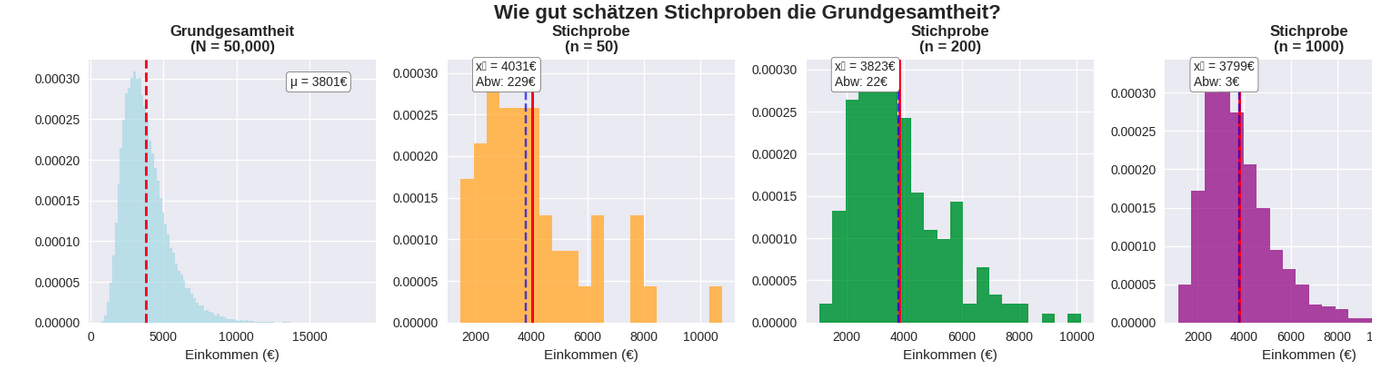 Wie gut schätzen Stichproben die Grundgesamtheit?
Grundgesamtheit
(N = 50,000)
μ = 3801€
0.00030
0.00025
0.00020
0.00015
0.00010
0.00005
0.00000
0 5000 10000 15000
Einkommen (€)
Stichprobe
(n = 50)
x▯ = 4031€
Abw: 229€
0.00030
0.00025
0.00020
0.00015
0.00010
0.00005
0.00000
2000 4000 6000 8000 10000
Einkommen (€)
Stichprobe
(n = 200)
x▯ = 3823€
Abw: 22€
0.00030
0.00025
0.00020
0.00015
0.00010
0.00005
0.00000
2000 4000 6000 8000 10000
Einkommen (€)
Stichprobe
(n = 1000)
x▯ = 3799€
Abw: 3€
0.00030
0.00025
0.00020
0.00015
0.00010
0.00005
0.00000
2000 4000 6000 8000
Einkommen (€)